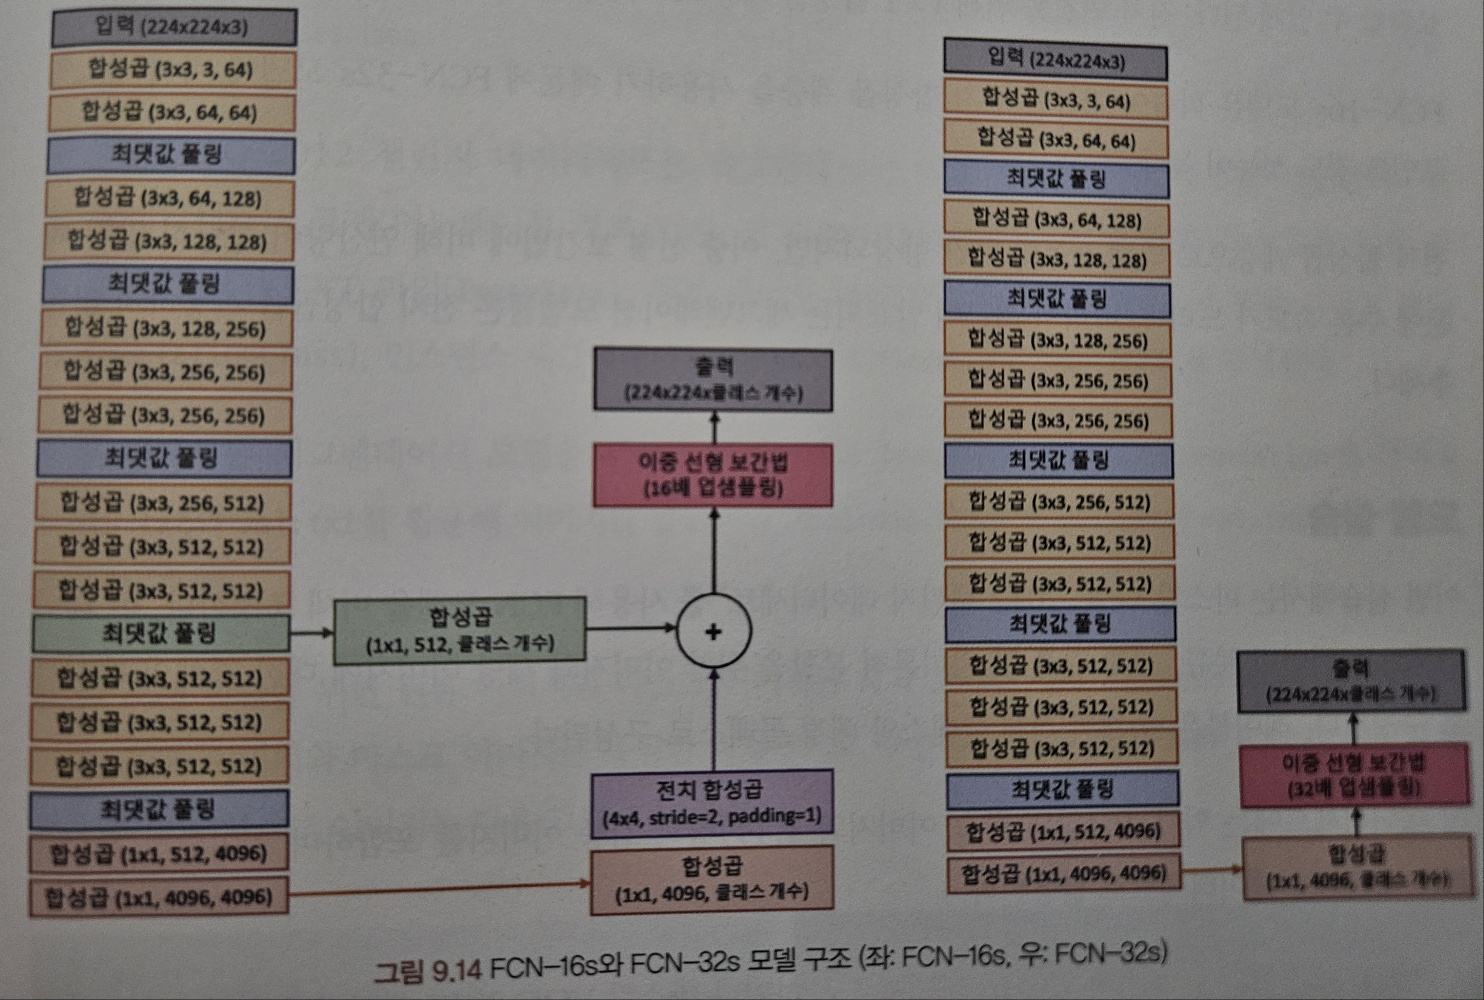 입력 (224x224x3)
합성곱 (3x3, 3, 64)
합성곱 (3x3, 64, 64)
최댓값 풀링
합성곱 (3x3, 64, 128)
합성곱 (3x3, 128, 128)
최댓값 풀링
합성곱 (3x3, 128, 256)
합성곱 (3x3, 256, 256)
합성곱 (3x3, 256, 256)
최댓값 풀링
합성곱 (3x3, 256, 512)
합성곱 (3x3, 512, 512)
합성곱 (3x3, 512, 512)
최댓값 풀링
합성곱 (3x3, 512, 512)
합성곱 (3x3, 512, 512)
합성곱 (3x3, 512, 512)
최댓값 풀링
합성곱 (1x1, 512, 4096)
합성곱 (1x1, 4096, 4096)
합성곱
(1x1, 512, 클래스 개수)
출력
(224x224x클래스 개수)
이중 선형 보간법
(16배 업샘플링)
+
전치 합성곱
(4x4, stride=2, padding=1)
합성곱
(1x1, 4096, 클래스 개수)
입력 (224x224x3)
합성곱 (3x3, 3, 64)
합성곱 (3x3, 64, 64)
최댓값 풀링
합성곱 (3x3, 64, 128)
합성곱 (3x3, 128, 128)
최댓값 풀링
합성곱 (3x3, 128, 256)
합성곱 (3x3, 256, 256)
합성곱 (3x3, 256, 256)
최댓값 풀링
합성곱 (3x3, 256, 512)
합성곱 (3x3, 512, 512)
합성곱 (3x3, 512, 512)
최댓값 풀링
합성곱 (3x3, 512, 512)
합성곱 (3x3, 512, 512)
합성곱 (3x3, 512, 512)
최댓값 풀링
합성곱 (1x1, 512, 4096)
합성곱 (1x1, 4096, 4096)
출력
(224x224x클래스 개수)
이중 선형 보간법
(32배 업샘플링)
합성곱
(1x1, 4096, 클래스 개수)
그림 9.14 FCN-16s와 FCN-32s 모델 구조 (좌: FCN-16s, 우: FCN-32s)